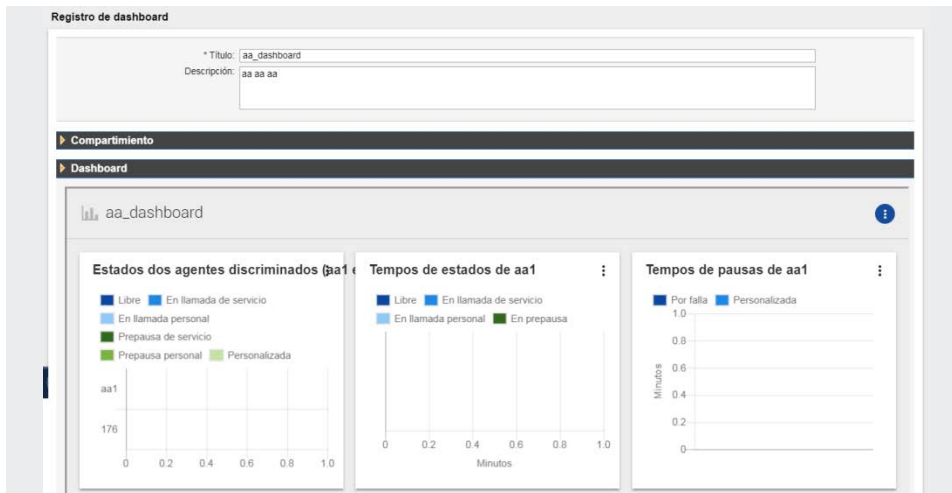 Registro de dashboard
* Título: aa_dashboard
Descripción: aa aa aa
Compartimiento
Dashboard
aa_dashboard
Estados dos agentes discriminados (aa1 e
Libre En llamada de servicio
En llamada personal
Prepausa de servicio
Prepausa personal Personalizada
aa1
176
0 0.2 0.4 0.6 0.8 1.0
Tempos de estados de aa1
Libre En llamada de servicio
En llamada personal En prepausa
0 0.2 0.4 0.6 0.8 1.0
Minutos
Tempos de pausas de aa1
Por falla Personalizada
1.0
0.8
0.6
0.4
0.2
0
Minutos